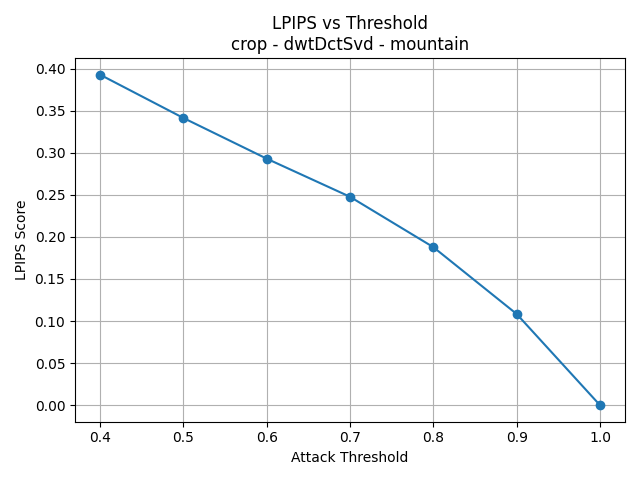 LPIPS vs Threshold
crop - dwtDctSvd - mountain
0.40
0.35
0.30
0.25
0.20
0.15
0.10
0.05
0.00
LPIPS Score
0.4 0.5 0.6 0.7 0.8 0.9 1.0
Attack Threshold